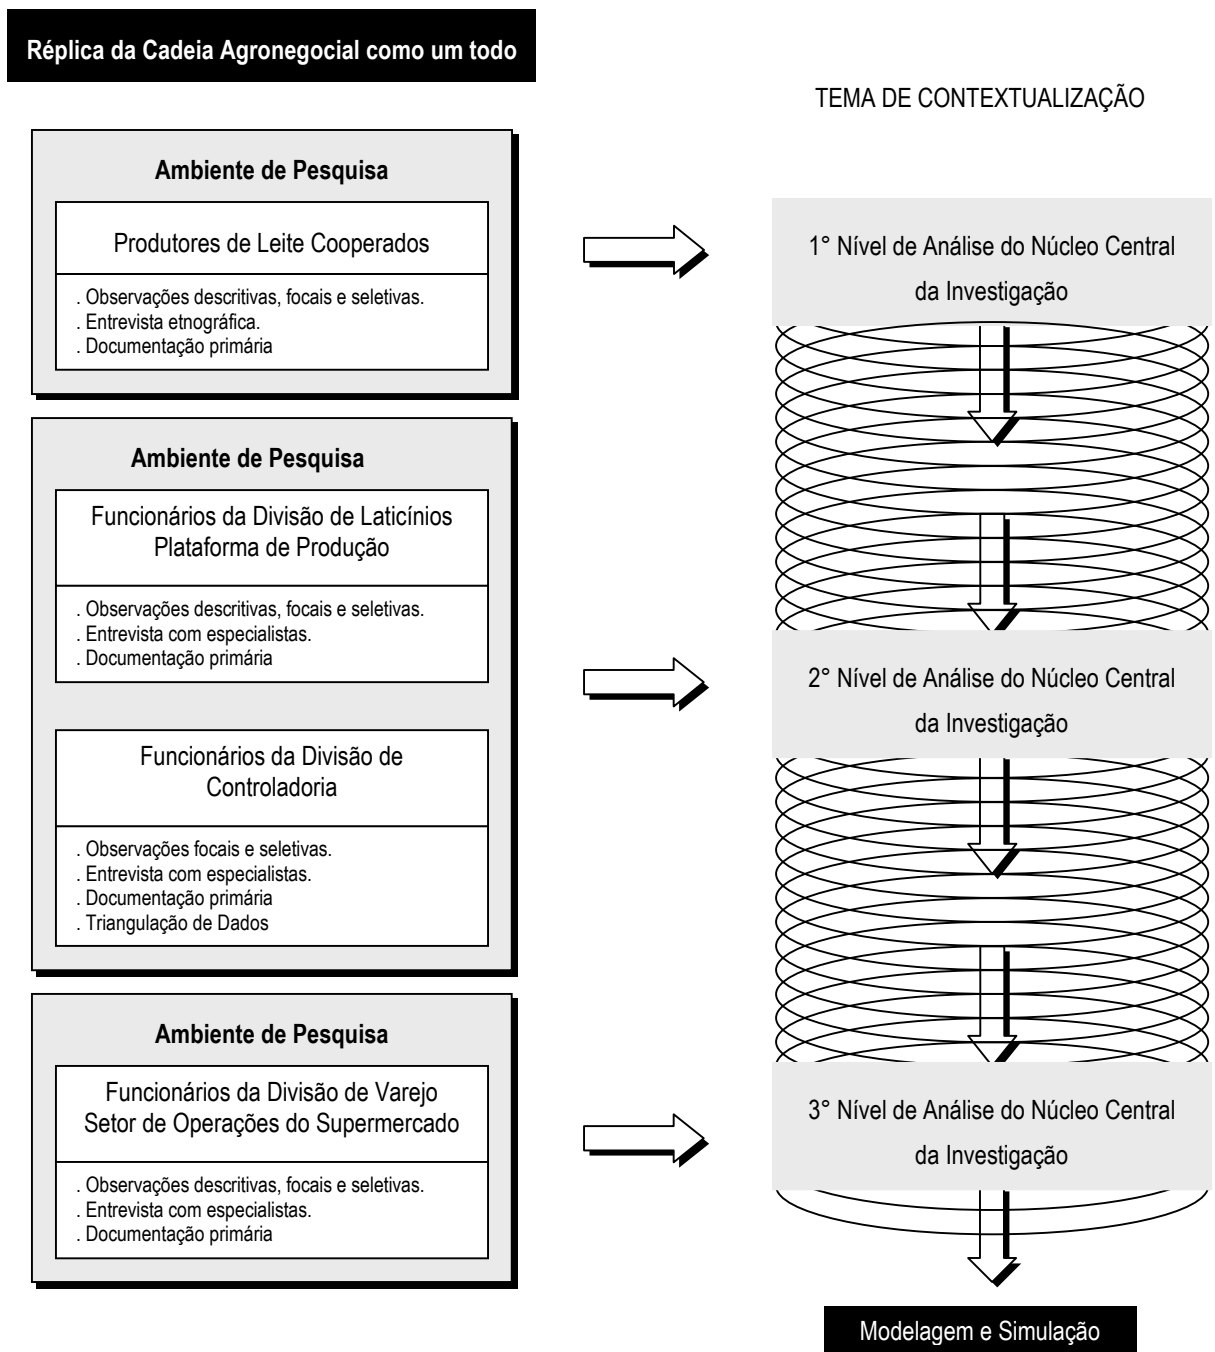 Réplica da Cadeia Agronegocial como um todo
TEMA DE CONTEXTUALIZAÇÃO
Ambiente de Pesquisa
Produtores de Leite Cooperados
. Observações descritivas, focais e seletivas.
. Entrevista etnográfica.
. Documentação primária
1° Nível de Análise do Núcleo Central
da Investigação
Ambiente de Pesquisa
Funcionários da Divisão de Laticínios
Plataforma de Produção
. Observações descritivas, focais e seletivas.
. Entrevista com especialistas.
. Documentação primária
Funcionários da Divisão de
Controladoria
. Observações focais e seletivas.
. Entrevista com especialistas.
. Documentação primária
. Triangulação de Dados
2° Nível de Análise do Núcleo Central
da Investigação
Ambiente de Pesquisa
Funcionários da Divisão de Varejo
Setor de Operações do Supermercado
. Observações descritivas, focais e seletivas.
. Entrevista com especialistas.
. Documentação primária
3° Nível de Análise do Núcleo Central
da Investigação
Modelagem e Simulação